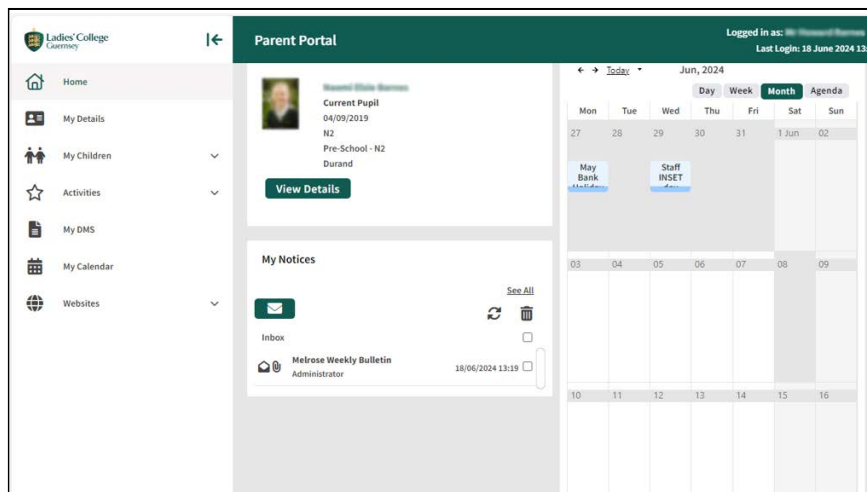 Ladies' College
Guernsey
Parent Portal
Logged in as:
Last Login: 18 June 2024 13:
Home
My Details
My Children
Activities
My DMS
My Calendar
Websites
Current Pupil
04/09/2019
N2
Pre-School - N2
Durand
View Details
My Notices
See All
Inbox
Melrose Weekly Bulletin
Administrator
18/06/2024 13:19
Today
Jun, 2024
Day Week Month Agenda
Mon Tue Wed Thu Fri Sat Sun
27 28 29 30 31 1 Jun 02
May Staff
Bank INSET
Holiday day
03 04 05 06 07 08 09
10 11 12 13 14 15 16